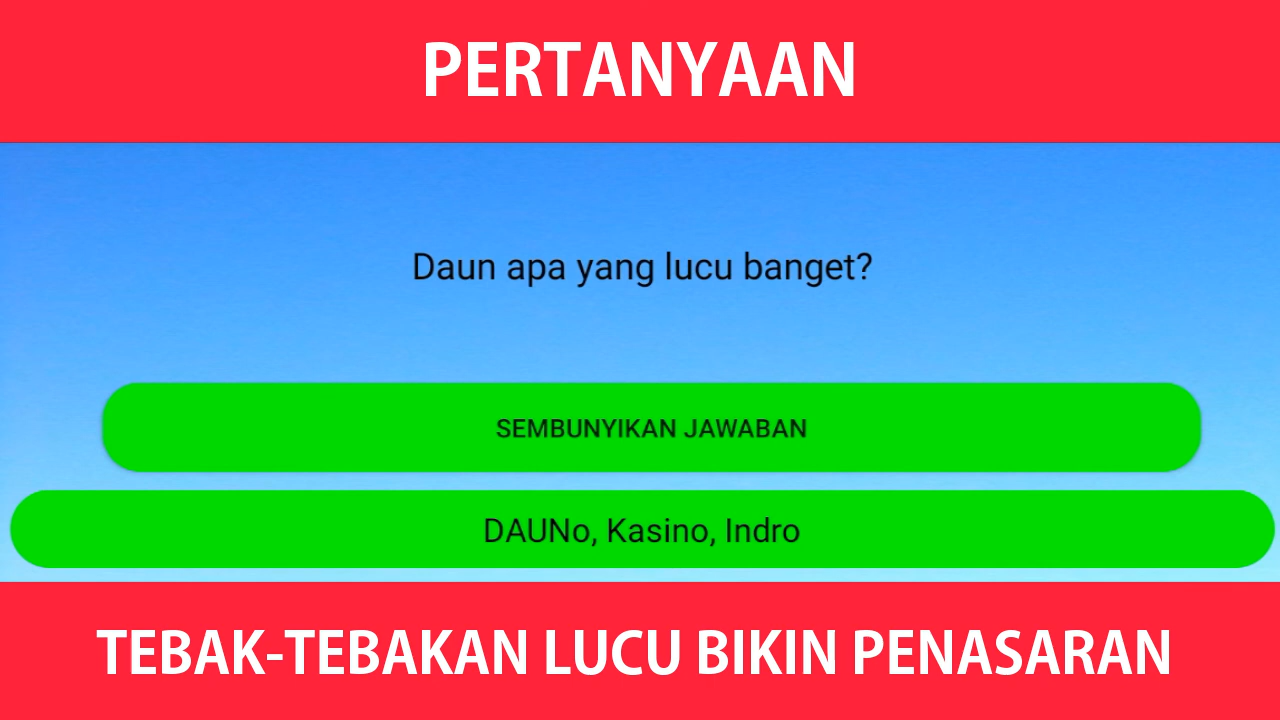 PERTANYAAN
Daun apa yang lucu banget?
SEMBUNYIKAN JAWABAN
DAUNo, Kasino, Indro
TEBAK-TEBAKAN LUCU BIKIN PENASARAN